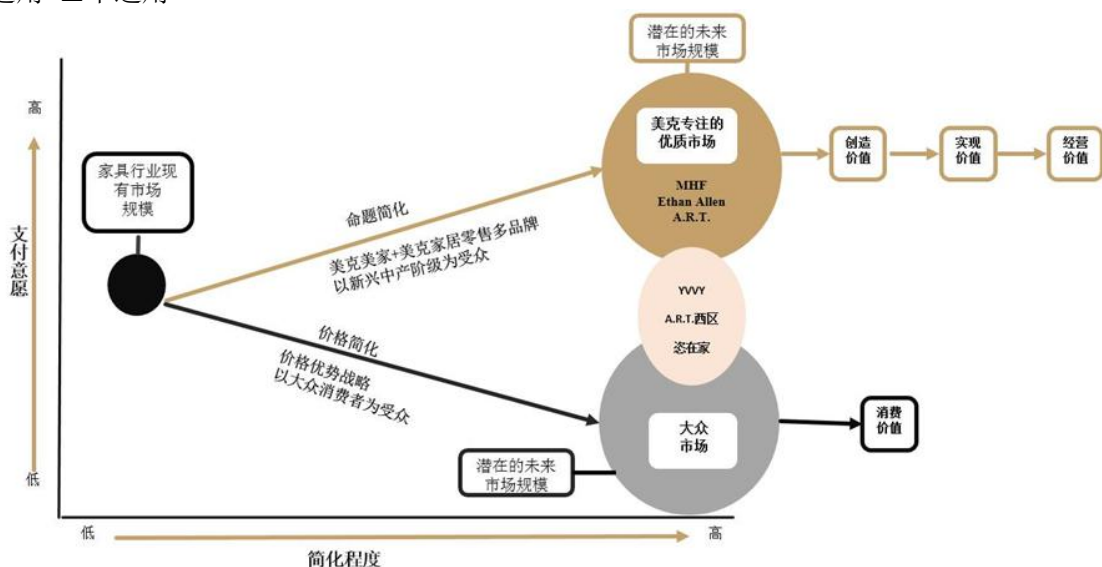 潜在的未来
市场规模
高
家具行业现
有市场
规模
美克专注的
优质市场
MHF
Ethan Allen
A.R.T.
创造
价值
实现
价值
经营
价值
支付意愿
命题简化
美克美家+美克家居零售多品牌
以新兴中产阶级为受众
YVVY
A.R.T.西区
恣在家
价格简化
价格优势战略
以大众消费者为受众
大众
市场
消费
价值
潜在的未来
市场规模
低
低
高
简化程度